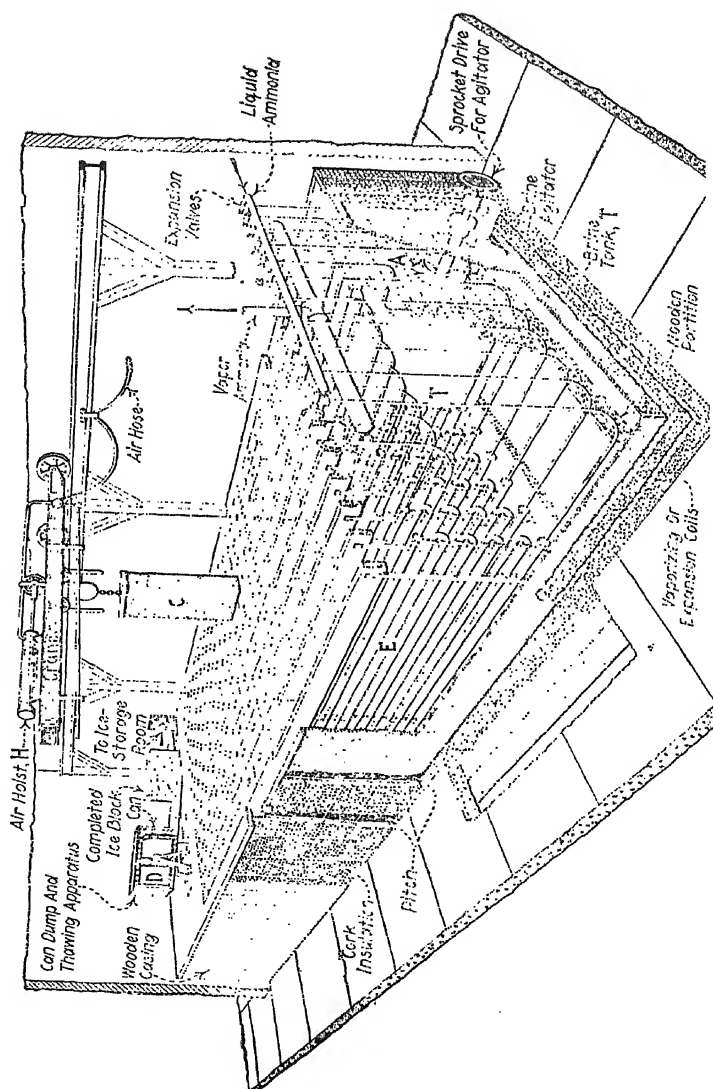 Air Hoist, H
Crane
Air Hose
Can Dump And
Thawing Apparatus
Completed
Ice Block
Can
To Ice-
Storage
Room
D
C
Wooden
Casing
Vapor
Ammonia
Expansion
Valves
Liquid
Ammonia
A
T
E
Sprocket Drive
For Agitator
Brine
Agitator
Brine
Tank, T
Wooden
Partition
Vaporizing Or
Expansion Coils
Cork
Insulation
Pitch